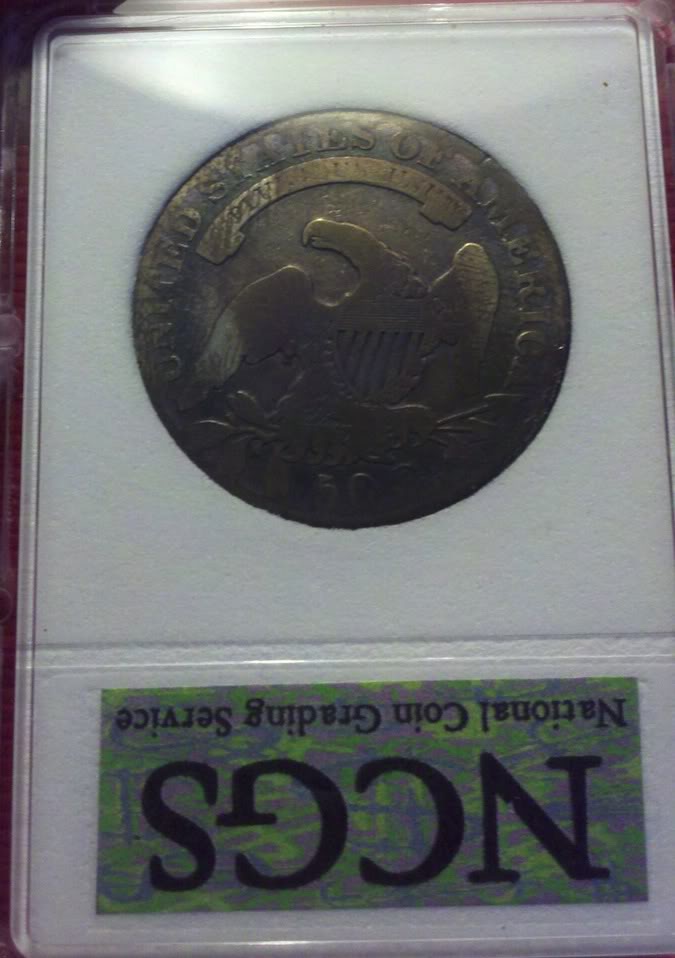 UNITED STATES OF AMERICA
50
NCGS
National Coin Grading Service